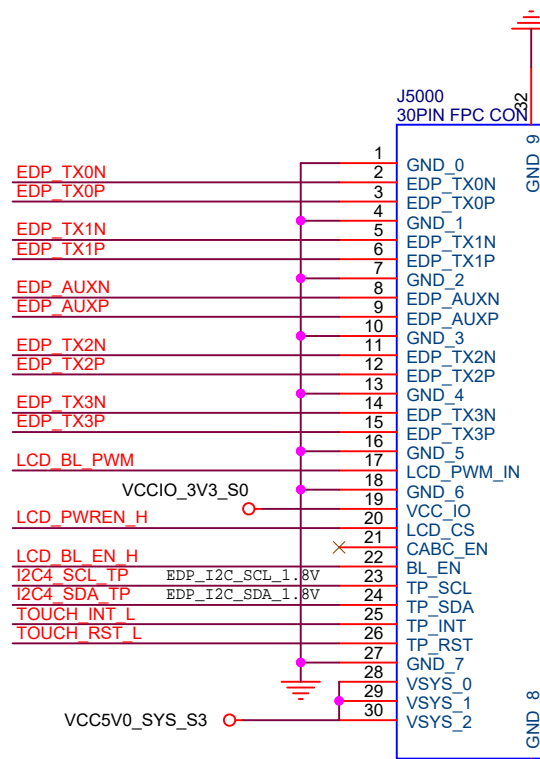 32
J5000
30PIN FPC CON
GND 9
1 GND_0
EDP_TX0N 2 EDP_TX0N
EDP_TX0P 3 EDP_TX0P
4 GND_1
EDP_TX1N 5 EDP_TX1N
EDP_TX1P 6 EDP_TX1P
7 GND_2
EDP_AUXN 8 EDP_AUXN
EDP_AUXP 9 EDP_AUXP
10 GND_3
EDP_TX2N 11 EDP_TX2N
EDP_TX2P 12 EDP_TX2P
13 GND_4
EDP_TX3N 14 EDP_TX3N
EDP_TX3P 15 EDP_TX3P
16 GND_5
LCD_BL_PWM 17 LCD_PWM_IN
18 GND_6
VCCIO_3V3_S0 19 VCC_IO
LCD_PWREN_H 20 LCD_CS
21 CABC_EN
LCD_BL_EN_H 22 BL_EN
I2C4_SCL_TP EDP_I2C_SCL_1.8V 23 TP_SCL
I2C4_SDA_TP EDP_I2C_SDA_1.8V 24 TP_SDA
TOUCH_INT_L 25 TP_INT
TOUCH_RST_L 26 TP_RST
27 GND_7
28 VSYS_0
29 VSYS_1
VCC5V0_SYS_S3 30 VSYS_2
GND 8